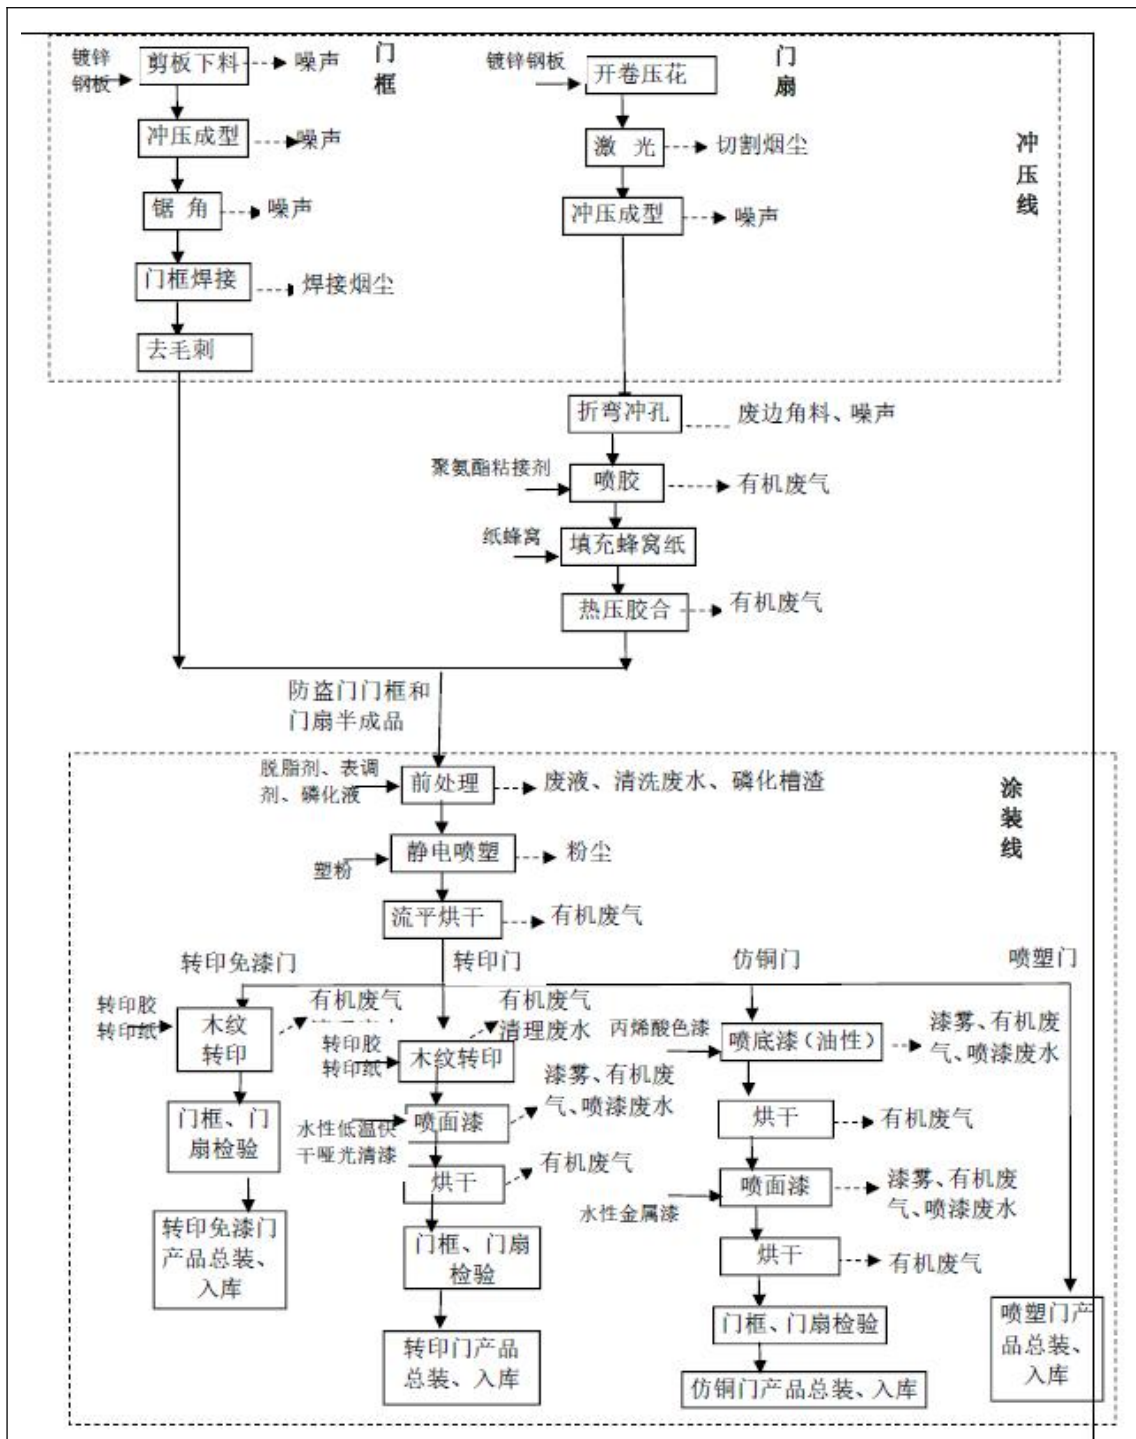 门
框
镀锌
钢板
剪板下料
噪声
冲压成型
噪声
锯 角
噪声
门框焊接
焊接烟尘
去毛刺
门
扇
镀锌钢板
开卷压花
激 光
切割烟尘
冲压成型
噪声
冲
压
线
折弯冲孔
废边角料、噪声
聚氨酯粘接剂
喷胶
有机废气
纸蜂窝
填充蜂窝纸
热压胶合
有机废气
防盗门门框和
门扇半成品
涂
装
线
脱脂剂、表调
剂、磷化液
前处理
废液、清洗废水、磷化槽渣
塑粉
静电喷塑
粉尘
流平烘干
有机废气
转印免漆门
转印门
仿铜门
喷塑门
转印胶
转印纸
木纹
转印
有机废气
门框、门
扇检验
转印免漆门
产品总装、
入库
转印胶
转印纸
木纹转印
有机废气
清理废水
水性低温快
干哑光清漆
喷面漆
漆雾、有机废
气、喷漆废水
烘干
有机废气
门框、门扇
检验
转印门产品
总装、入库
丙烯酸色漆
喷底漆(油性)
漆雾、有机废
气、喷漆废水
烘干
有机废气
水性金属漆
喷面漆
漆雾、有机废
气、喷漆废水
烘干
有机废气
门框、门扇检验
仿铜门产品总装、入库
喷塑门产
品总装、
入库